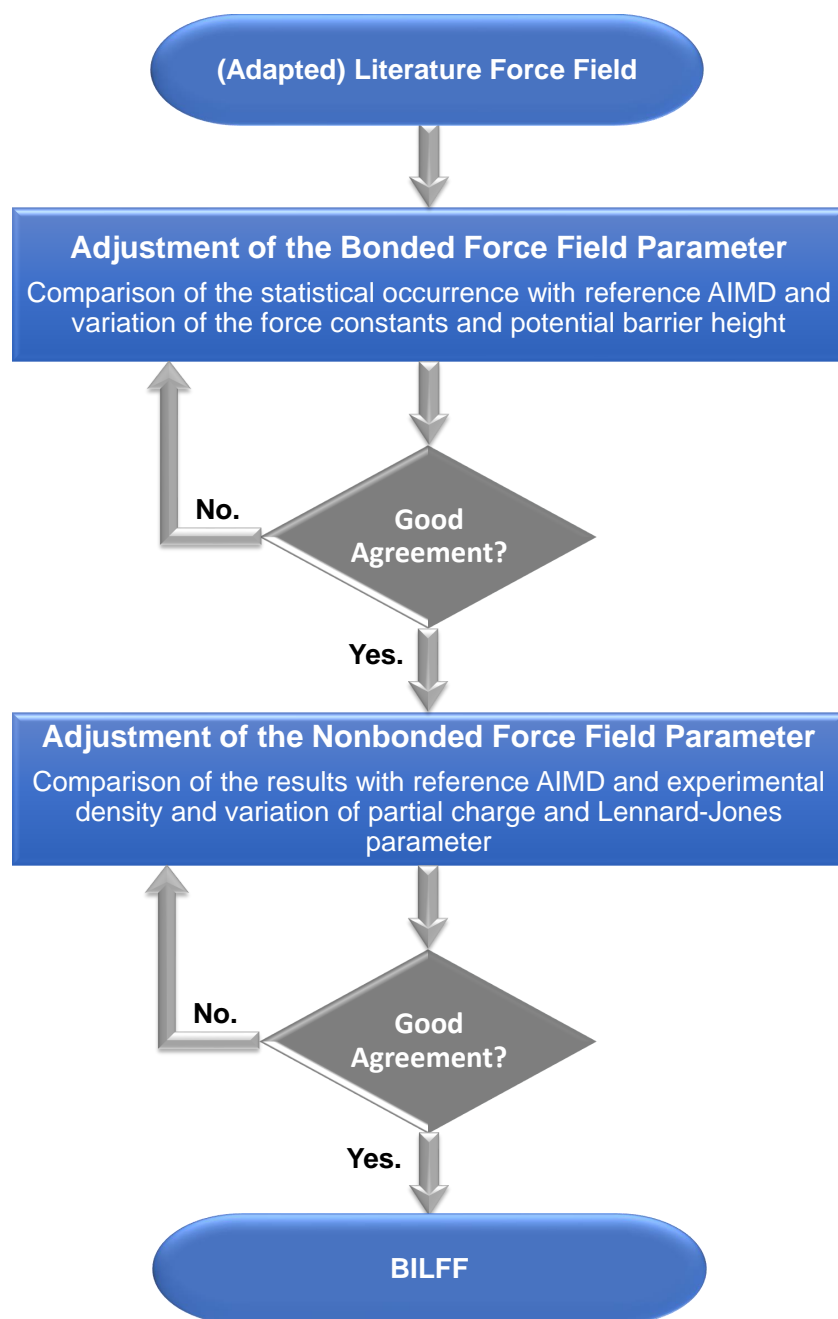 (Adapted) Literature Force Field
Adjustment of the Bonded Force Field Parameter
Comparison of the statistical occurrence with reference AIMD and
variation of the force constants and potential barrier height
No.
Good
Agreement?
Yes.
Adjustment of the Nonbonded Force Field Parameter
Comparison of the results with reference AIMD and experimental
density and variation of partial charge and Lennard-Jones
parameter
No.
Good
Agreement?
Yes.
BILFF